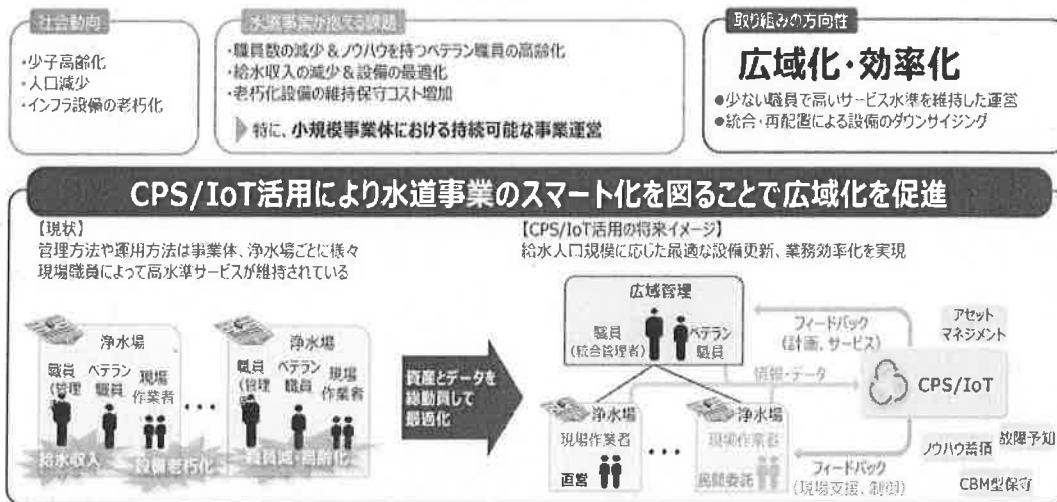 社会動向
・少子高齢化
・人口減少
・インフラ設備の老朽化
水道事業が抱える課題
・職員数の減少＆ノウハウを持つベテラン職員の高齢化
・給水収入の減少＆設備の最適化
・老朽化設備の維持保守コスト増加
特に、小規模事業体における持続可能な事業運営
取り組みの方向性
広域化・効率化
●少ない職員で高いサービス水準を維持した運営
●統合・再配置による設備のダウンサイジング
CPS/IoT活用により水道事業のスマート化を図ることで広域化を促進
【現状】
管理方法や運用方法は事業体、浄水場ごとに様々
現場職員によって高水準サービスが維持されている
浄水場
職員
(管理
ベテラン
職員
現場
作業者
・・・
浄水場
職員
(管理
ベテラン
職員
現場
作業者
給水収入
設備老朽化
職員減・高齢化
資産とデータを
総動員して
最適化
【CPS/IoT活用の将来イメージ】
給水人口規模に応じた最適な設備更新、業務効率化を実現
広域管理
職員
(統合管理者)
ベテラン
職員
フィードバック
(計画、サービス)
アセット
マネジメント
情報・データ
CPS/IoT
浄水場
現場作業者
直営
・・・
浄水場
現場作業者
民間委託
フィードバック
(現場支援、制御)
ノウハウ蓄積
故障予知
CBM型保守